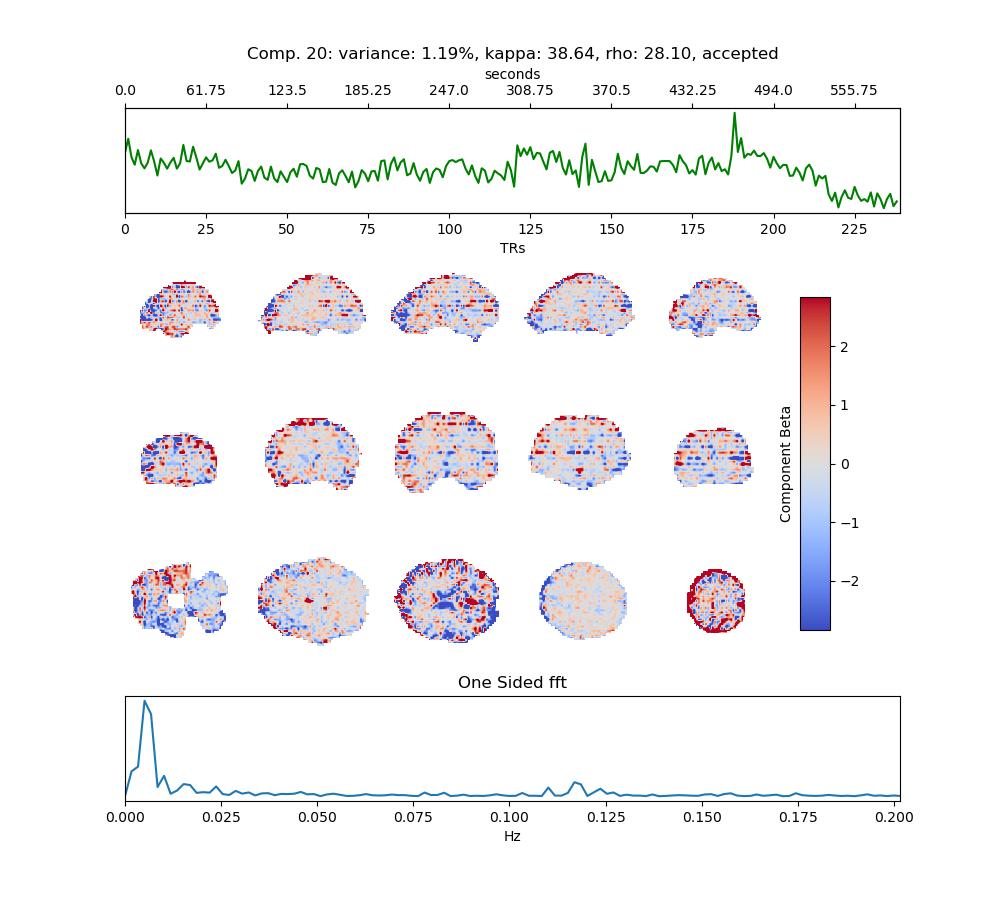 Comp. 20: variance: 1.19%, kappa: 38.64, rho: 28.10, accepted
seconds
0.0 61.75 123.5 185.25 247.0 308.75 370.5 432.25 494.0 555.75
0 25 50 75 100 125 150 175 200 225
TRs
2
1
0
−1
−2
Component Beta
One Sided fft
0.000 0.025 0.050 0.075 0.100 0.125 0.150 0.175 0.200
Hz